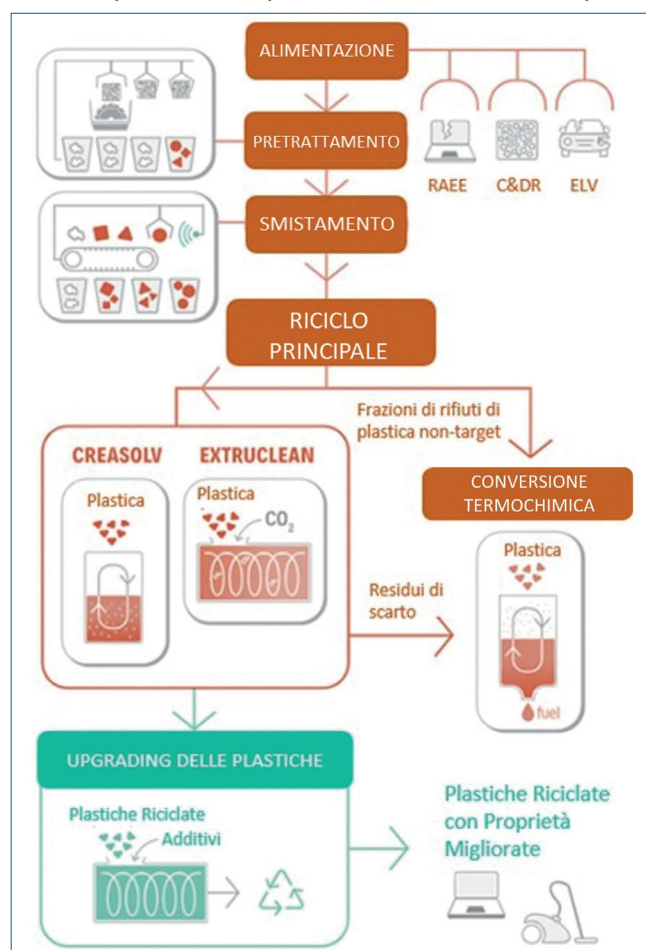 ALIMENTAZIONE
RAEE
C&DR
ELV
PRETRATTAMENTO
SMISTAMENTO
RICICLO
PRINCIPALE
Frazioni di rifiuti di
plastica non-target
CREASOLV
EXTRUCLEAN
Plastica
Plastica
CO₂
CONVERSIONE
TERMOCHIMICA
Plastica
Residui di
scarto
fuel
UPGRADING DELLE PLASTICHE
Plastiche Riciclate
Additivi
Plastiche Riciclate
con Proprietà
Migliorate